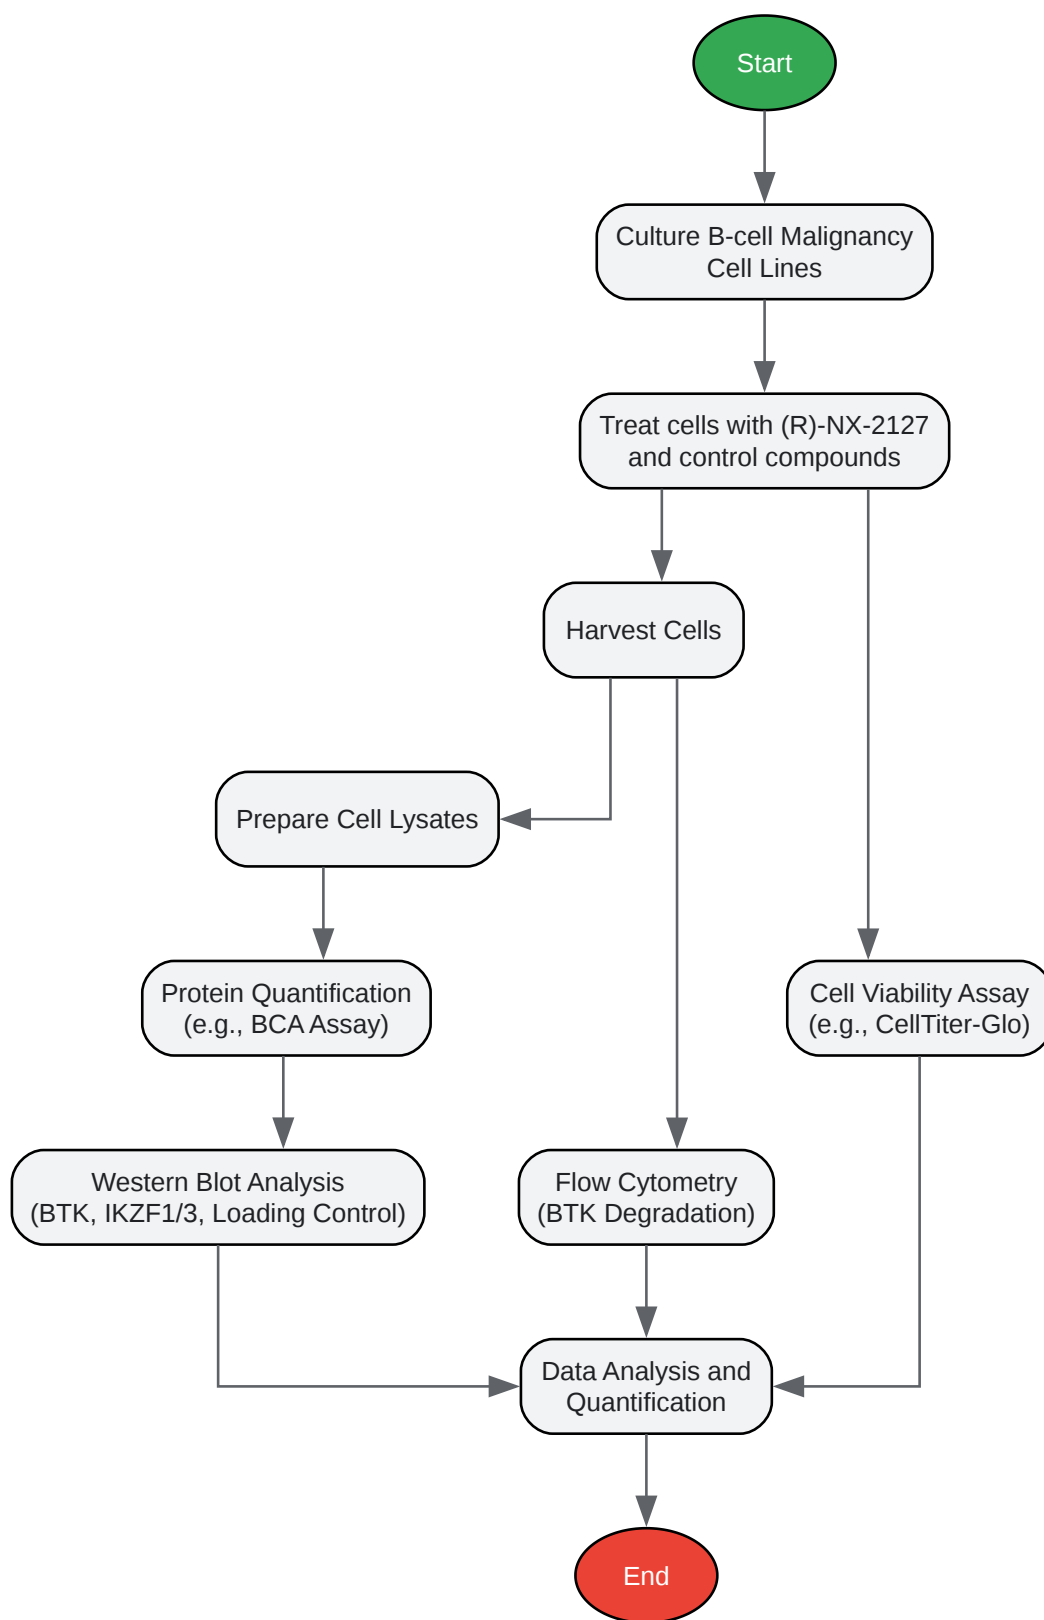 Start
Culture B-cell Malignancy
Cell Lines
Treat cells with (R)-NX-2127
and control compounds
Harvest Cells
Prepare Cell Lysates
Protein Quantification
(e.g., BCA Assay)
Cell Viability Assay
(e.g., CellTiter-Glo)
Western Blot Analysis
(BTK, IKZF1/3, Loading Control)
Flow Cytometry
(BTK Degradation)
Data Analysis and
Quantification
End